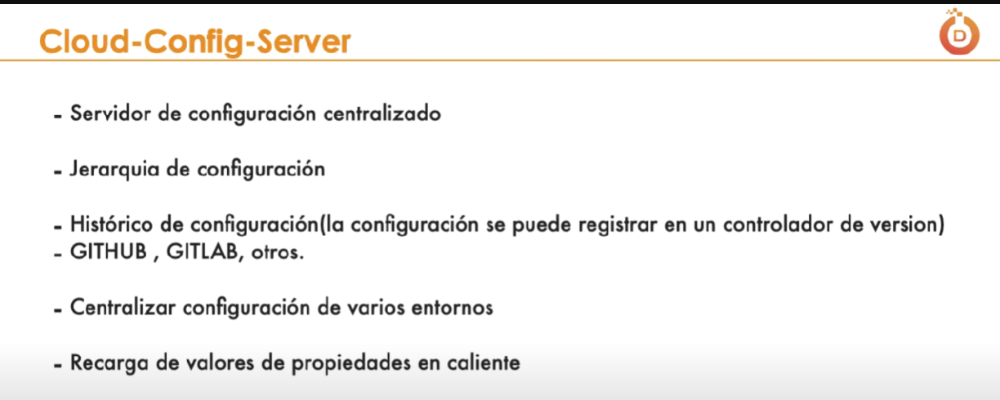 Cloud-Config-Server
D
- Servidor de configuración centralizado
- Jerarquia de configuración
- Histórico de configuración(la configuración se puede registrar en un controlador de version)
- GITHUB , GITLAB, otros.
- Centralizar configuración de varios entornos
- Recarga de valores de propiedades en caliente